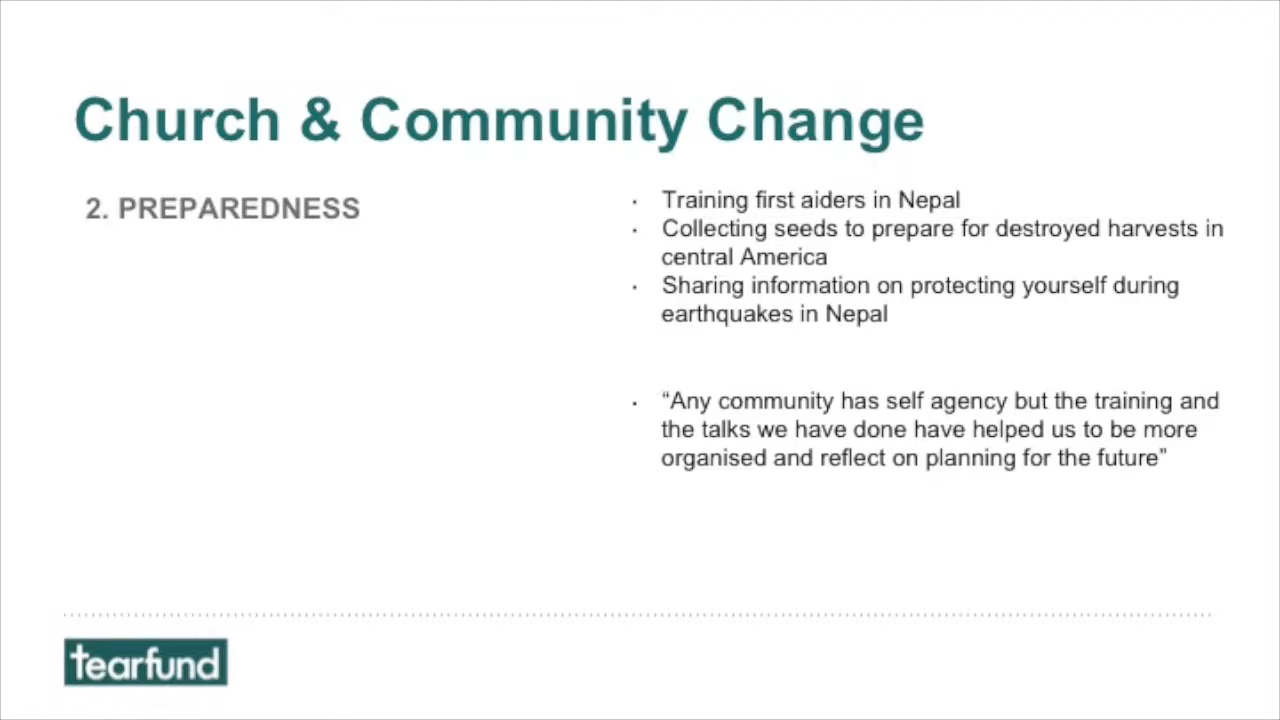 Church & Community Change
2. PREPAREDNESS
· Training first aiders in Nepal
· Collecting seeds to prepare for destroyed harvests in
central America
· Sharing information on protecting yourself during
earthquakes in Nepal
· “Any community has self agency but the training and
the talks we have done have helped us to be more
organised and reflect on planning for the future”
tearfund